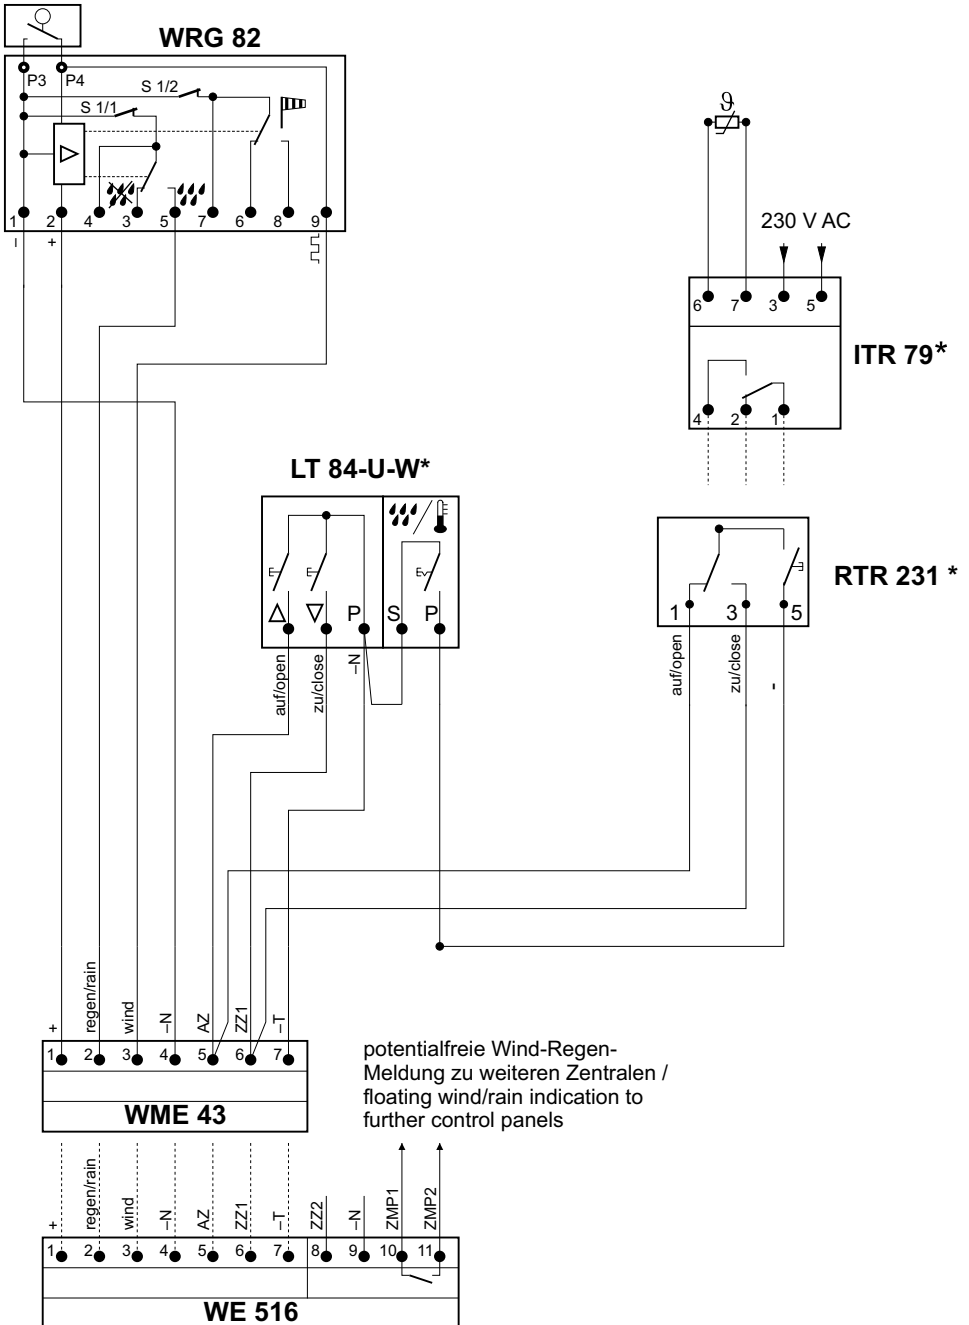 WRG 82
P3 P4
S 1/2
S 1/1
1 2 4 3 5 7 6 8 9
– +
ϑ
230 V AC
6 7 3 5
ITR 79*
4 2 1
LT 84-U-W*
P S P
auf/open
zu/close
–N
RTR 231 *
1 3 5
auf/open
zu/close
-
+
regen/rain
wind
–N
AZ
ZZ1
–T
1 2 3 4 5 6 7
WME 43
potentialfreie Wind-Regen-
Meldung zu weiteren Zentralen /
floating wind/rain indication to
further control panels
+
regen/rain
wind
–N
AZ
ZZ1
–T
ZZ2
–N
ZMP1
ZMP2
1 2 3 4 5 6 7 8 9 10 11
WE 516